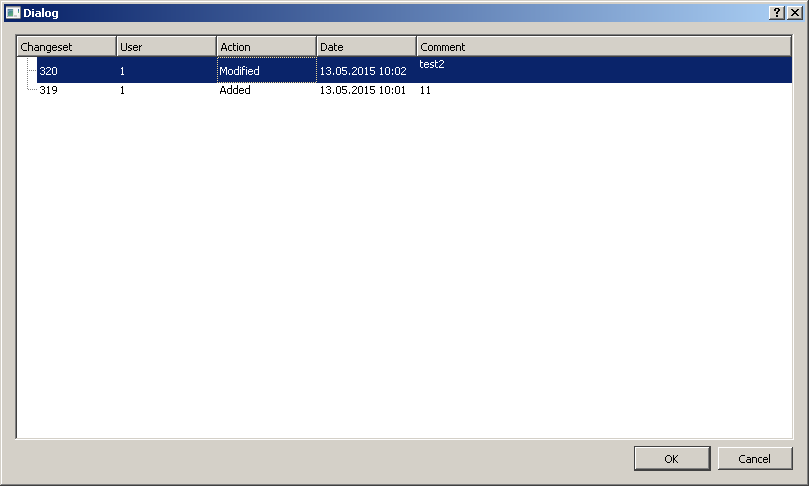 Dialog
Changeset User Action Date Comment
320 1 Modified 13.05.2015 10:02 test2
319 1 Added 13.05.2015 10:01 11
OK Cancel